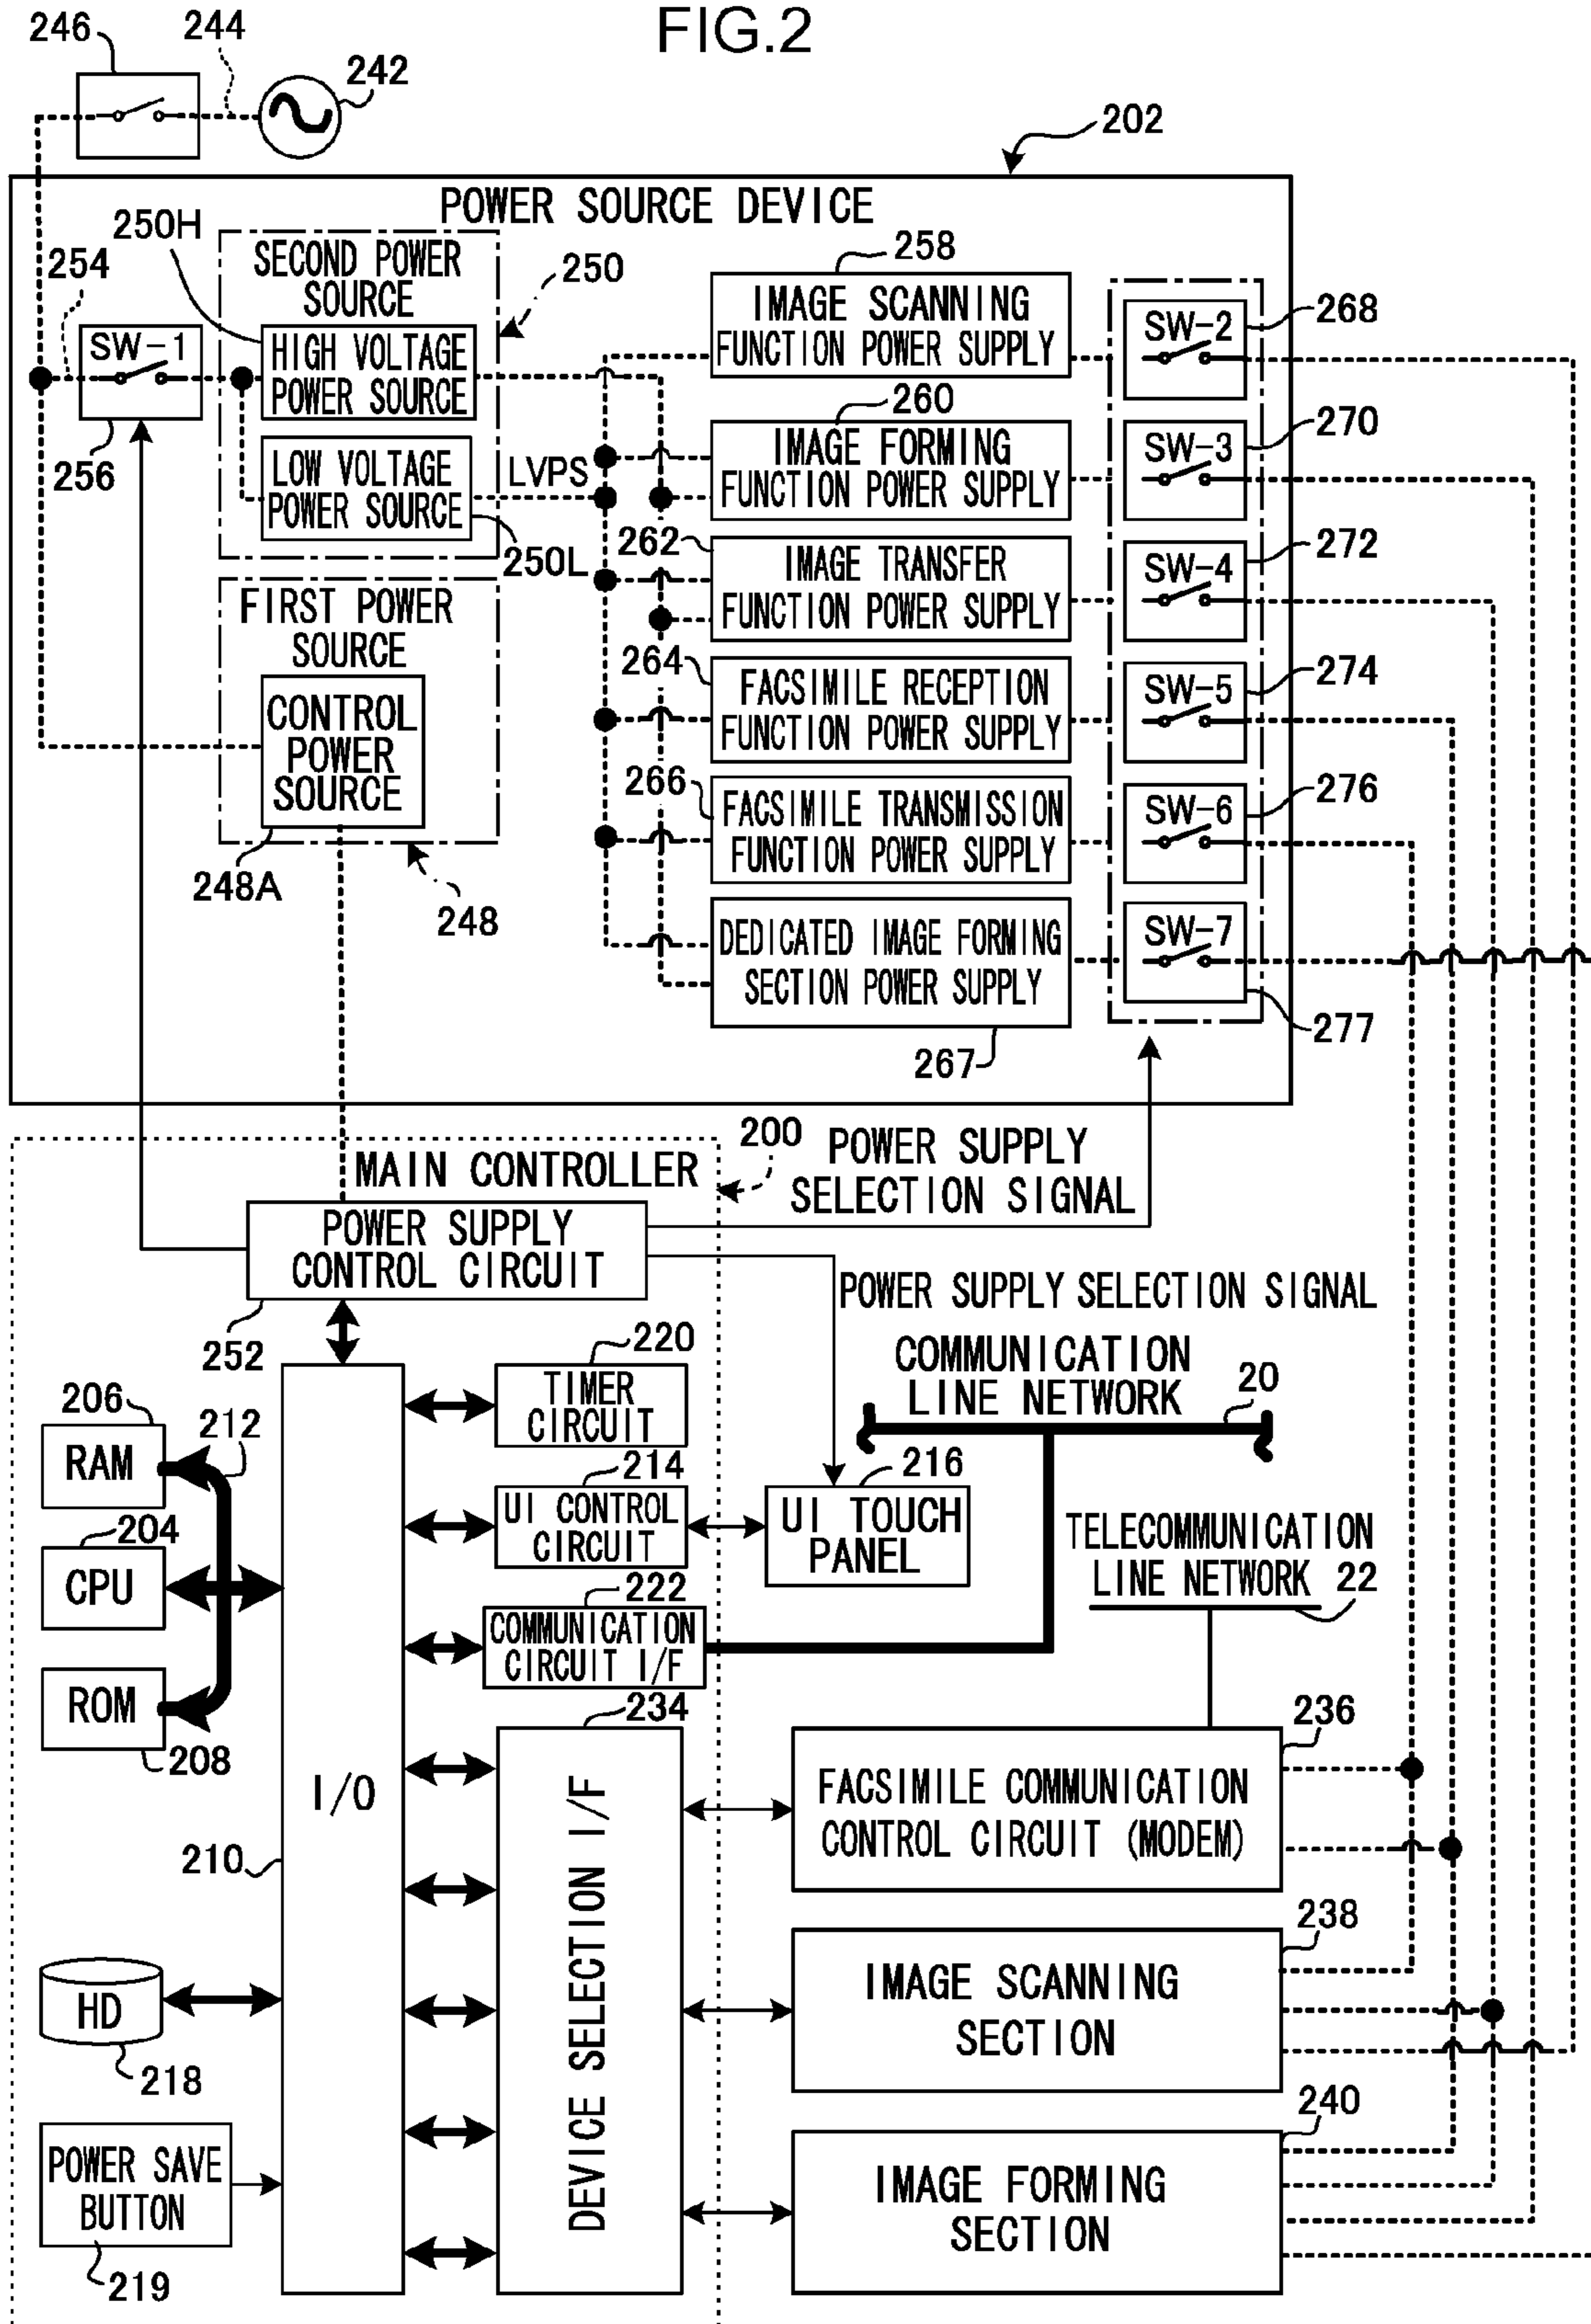 FIG.2
246
244
242
202
POWER SOURCE DEVICE
250H
254
SECOND POWER
SOURCE
250
SW-1
HIGH VOLTAGE
POWER SOURCE
256
LOW VOLTAGE
POWER SOURCE
LVPS
250L
FIRST POWER
SOURCE
CONTROL
POWER
SOURCE
248A
248
258
IMAGE SCANNING
FUNCTION POWER SUPPLY
260
IMAGE FORMING
FUNCTION POWER SUPPLY
262
IMAGE TRANSFER
FUNCTION POWER SUPPLY
264
FACSIMILE RECEPTION
FUNCTION POWER SUPPLY
266
FACSIMILE TRANSMISSION
FUNCTION POWER SUPPLY
DEDICATED IMAGE FORMING
SECTION POWER SUPPLY
267
SW-2
268
SW-3
270
SW-4
272
SW-5
274
SW-6
276
SW-7
277
200
MAIN CONTROLLER
POWER SUPPLY
SELECTION SIGNAL
POWER SUPPLY
CONTROL CIRCUIT
252
POWER SUPPLY SELECTION SIGNAL
COMMUNICATION
LINE NETWORK
20
220
TIMER
CIRCUIT
206
RAM
212
214
UI CONTROL
CIRCUIT
216
UI TOUCH
PANEL
204
CPU
TELECOMMUNICATION
LINE NETWORK 22
222
COMMUNICATION
CIRCUIT I/F
ROM
208
234
I/O
210
DEVICE SELECTION I/F
236
FACSIMILE COMMUNICATION
CONTROL CIRCUIT (MODEM)
238
IMAGE SCANNING
SECTION
HD
218
240
IMAGE FORMING
SECTION
POWER SAVE
BUTTON
219